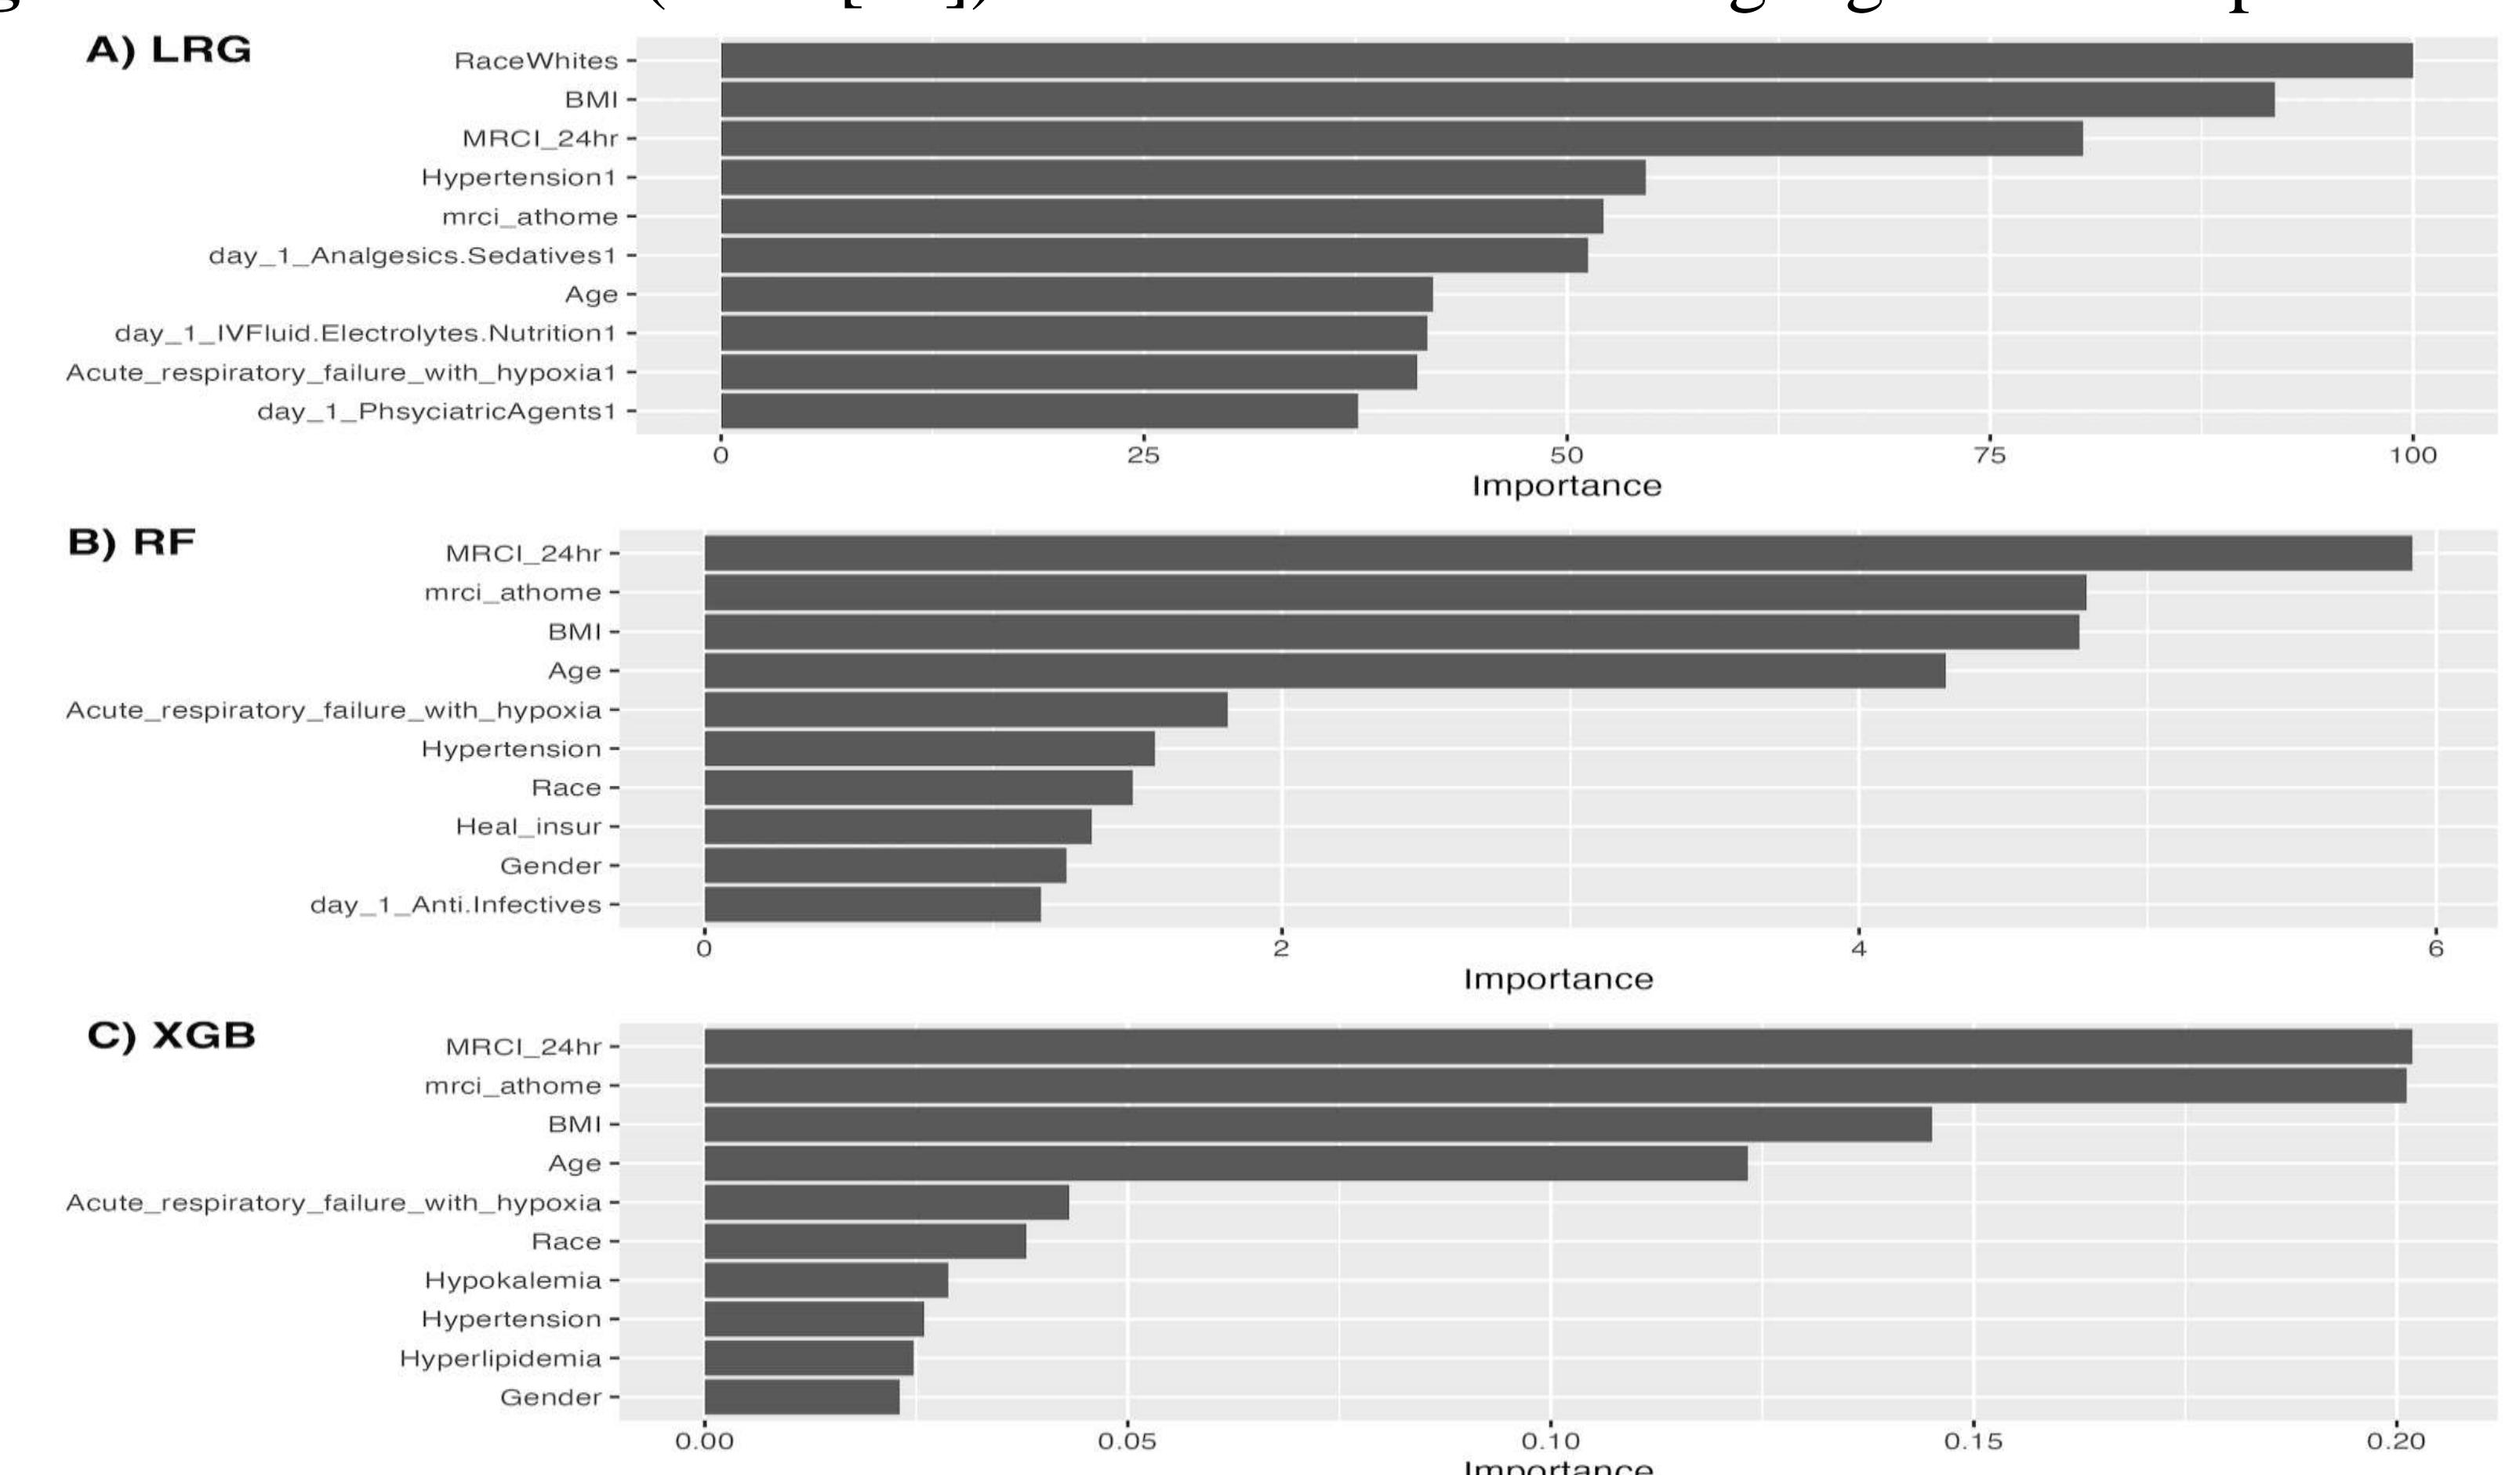 A) LRG
RaceWhites
BMI
MRCI_24hr
Hypertension1
mrci_athome
day_1_Analgesics.Sedatives1
Age
day_1_IVFluid.Electrolytes.Nutrition1
Acute_respiratory_failure_with_hypoxia1
day_1_PhsyciatricAgents1
0 25 50 75 100
Importance
B) RF
MRCI_24hr
mrci_athome
BMI
Age
Acute_respiratory_failure_with_hypoxia
Hypertension
Race
Heal_insur
Gender
day_1_Anti.Infectives
0 2 4 6
Importance
C) XGB
MRCI_24hr
mrci_athome
BMI
Age
Acute_respiratory_failure_with_hypoxia
Race
Hypokalemia
Hypertension
Hyperlipidemia
Gender
0.00 0.05 0.10 0.15 0.20
Importance